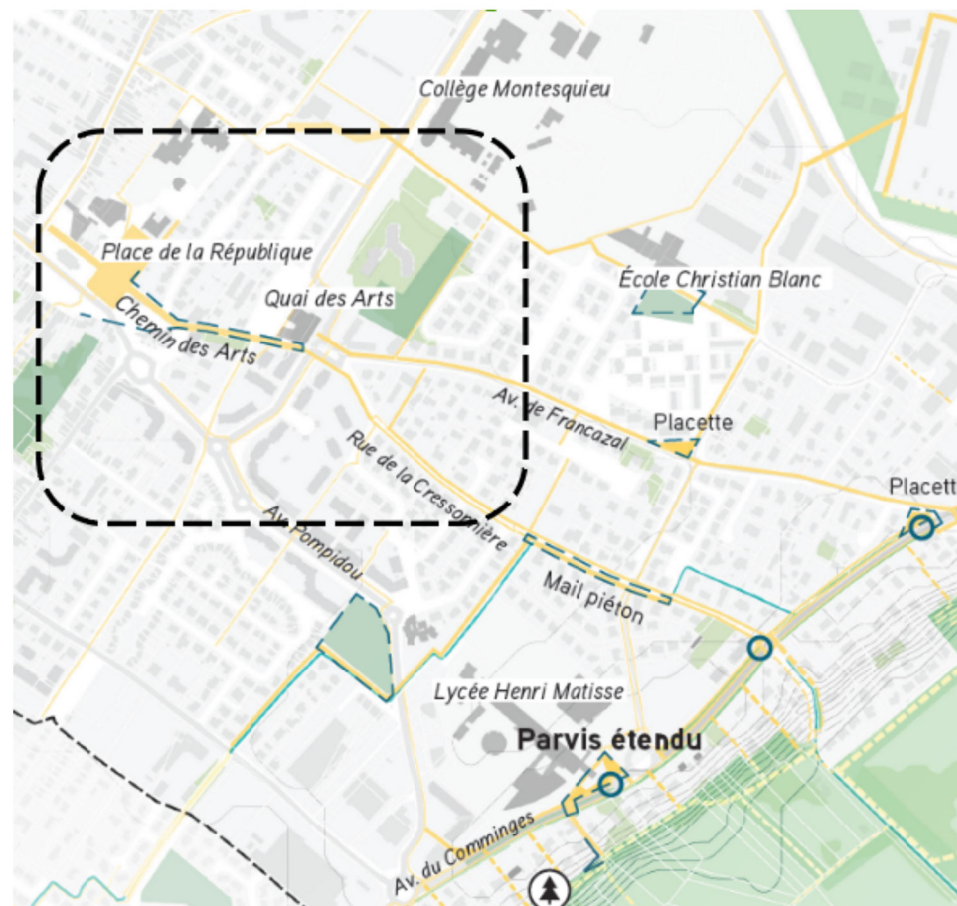 Collège Montesquieu
Place de la République
École Christian Blanc
Quai des Arts
Chemin des Arts
Av. de Francazal
Placette
Rue de la Cressonnière
Placett
Av. Pompidou
Mail piéton
Lycée Henri Matisse
Parvis étendu
Av. du Comminges